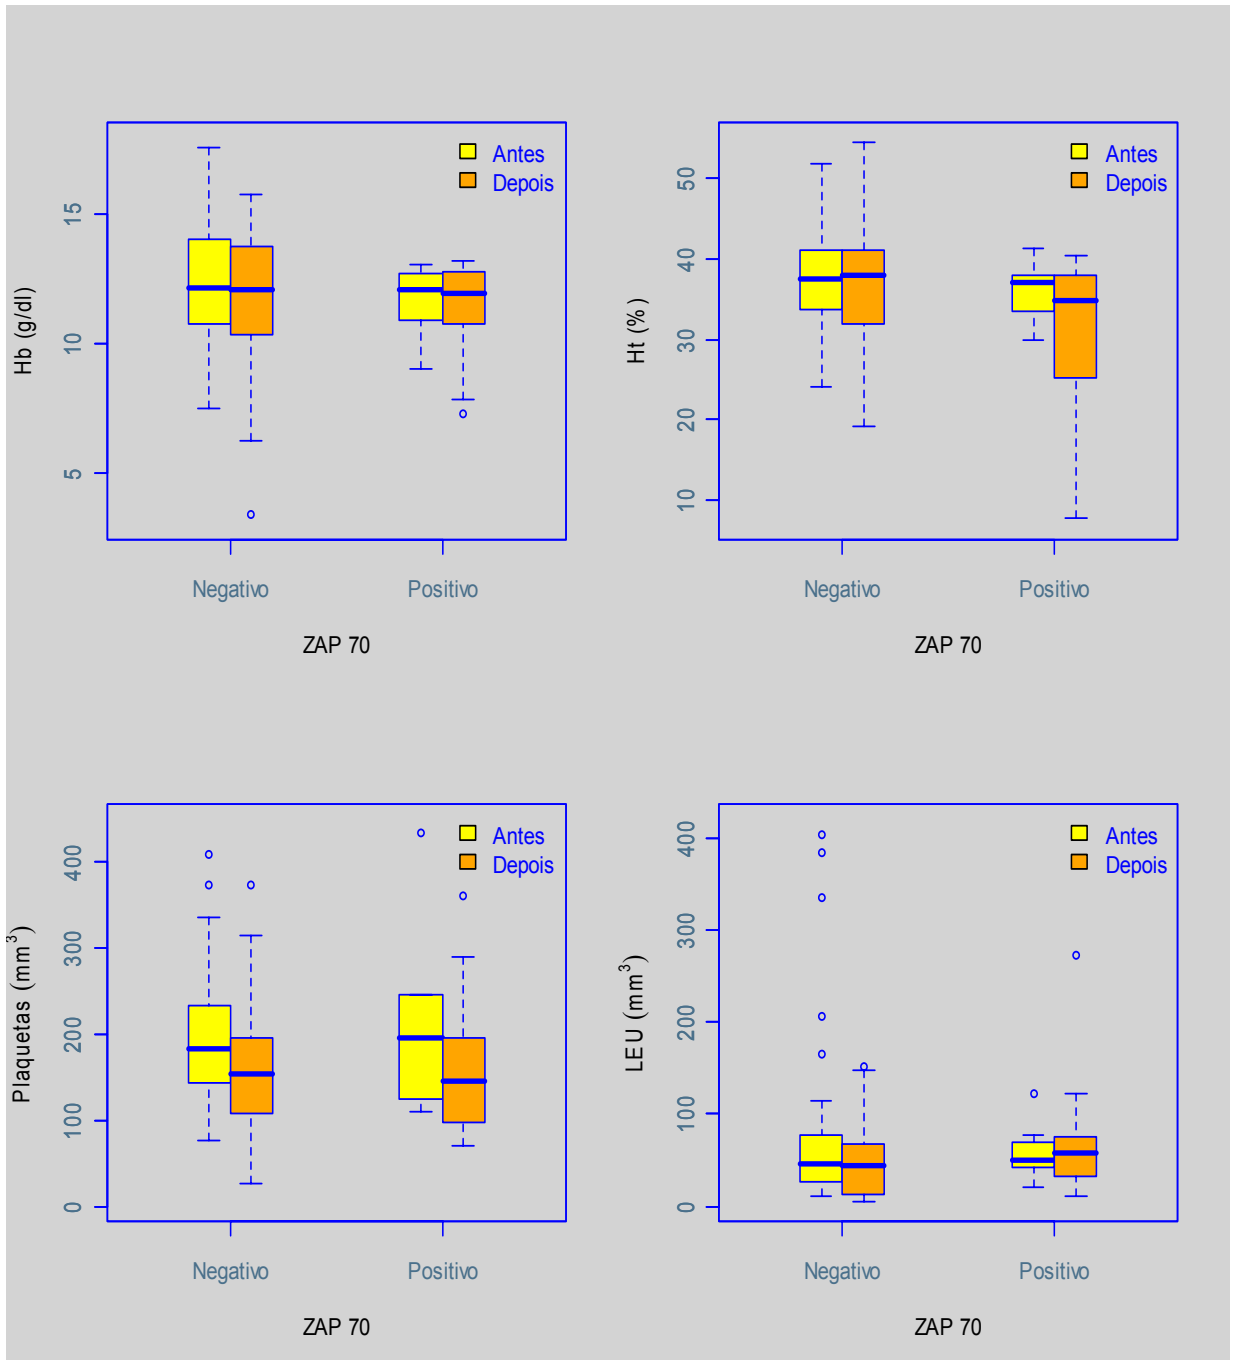 Antes
Depois
15
10
5
Hb (g/dl)
Negativo Positivo
ZAP 70
Antes
Depois
50
40
30
20
10
Ht (%)
Negativo Positivo
ZAP 70
Antes
Depois
400
300
200
100
0
Plaquetas (mm³)
Negativo Positivo
ZAP 70
Antes
Depois
400
300
200
100
0
LEU (mm³)
Negativo Positivo
ZAP 70